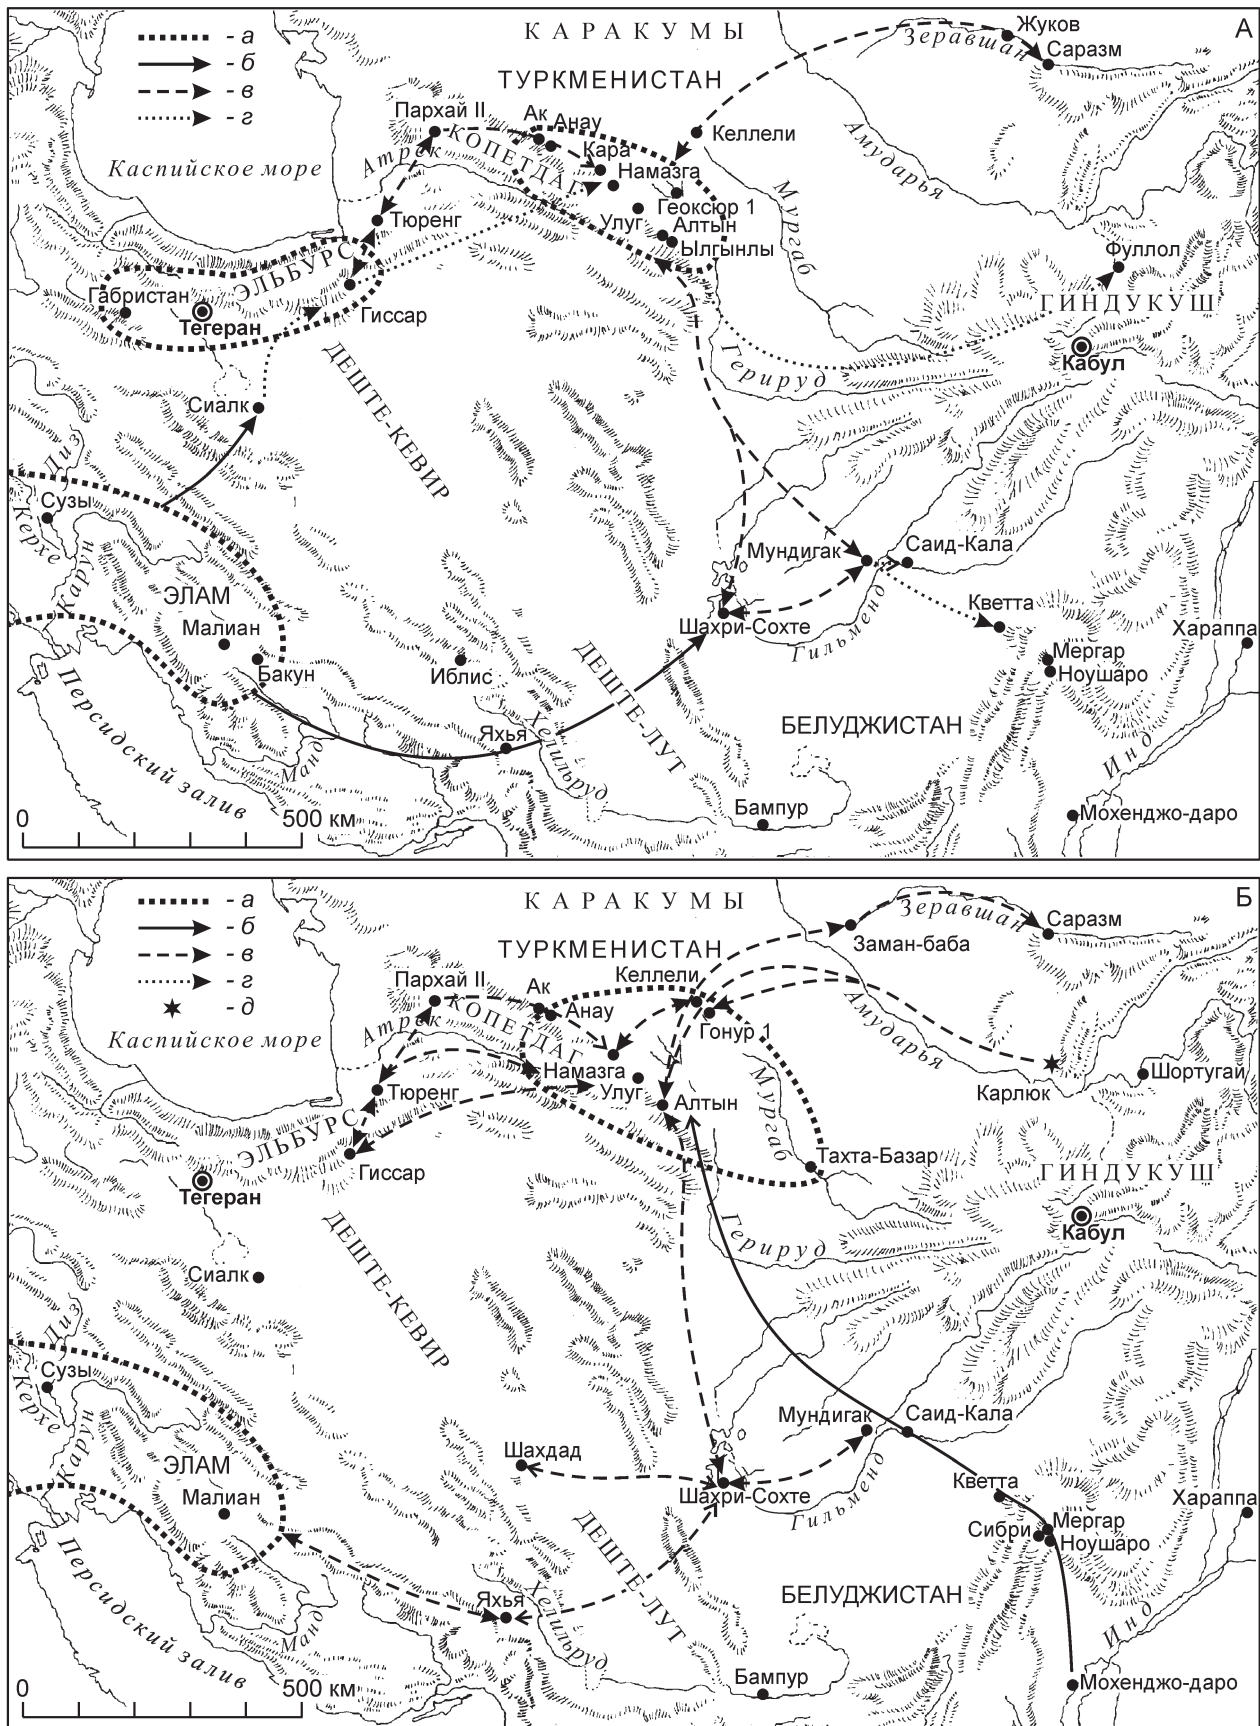 А
КАРАКУМЫ
Жуков
Зеравшан
Саразм
- а
- б
- в
- г
ТУРКМЕНИСТАН
Пархай II
Ак
Анау
Келлели
Каспийское море
Атрек
КОПЕТДАГ
Кара
Намазга
Амударья
Мургаб
Тюренг
Улуг
Геоксюр 1
Алтын
Ылгынлы
ЭЛЬБУРС
Габристан
Тегеран
Гиссар
Фуллол
ГИНДУКУШ
Кабул
Герируд
ДЕШТЕ-КЕВИР
Сиалк
Диз
Сузы
Керхе
Карун
ЭЛАМ
Малиан
Бакун
Мундигак
Саид-Кала
Шахри-Сохте
Гильменд
Кветта
Хараппа
Мергар
Ноушаро
Иблис
ДЕШТЕ-ЛУТ
Персидский залив
Манд
Яхья
Хелильруд
БЕЛУДЖИСТАН
Инд
Бампур
Мохенджо-даро
0
500 км
Б
КАРАКУМЫ
Зеравшан
Саразм
Заман-баба
- а
- б
- в
- г
- д
ТУРКМЕНИСТАН
Пархай II
Ак
Анау
Келлели
Гонур 1
Каспийское море
Атрек
КОПЕТДАГ
Намазга
Амударья
Карлюк
Шортугай
Мургаб
Тюренг
Улуг
Алтын
ЭЛЬБУРС
Тегеран
Гиссар
Тахта-Базар
ГИНДУКУШ
Кабул
Герируд
ДЕШТЕ-КЕВИР
Сиалк
Диз
Сузы
Керхе
Карун
ЭЛАМ
Малиан
Мундигак
Саид-Кала
Шахдад
Шахри-Сохте
Гильменд
Кветта
Хараппа
Сибри
Мергар
Ноушаро
ДЕШТЕ-ЛУТ
Персидский залив
Манд
Яхья
Хелильруд
БЕЛУДЖИСТАН
Инд
Бампур
Мохенджо-даро
0
500 км